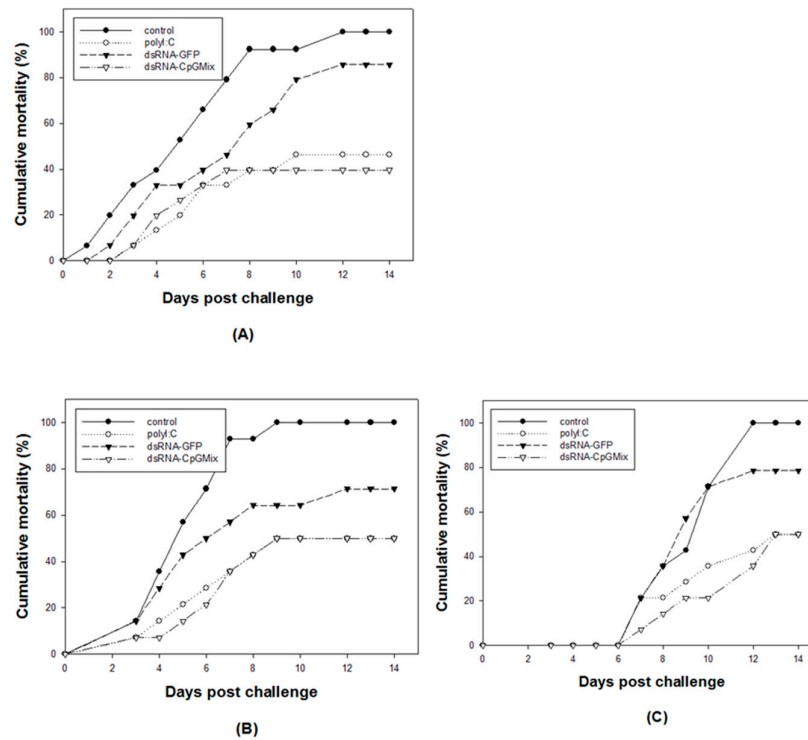 Cumulative mortality (%)
100
80
60
40
20
0
control
polyI:C
dsRNA-GFP
dsRNA-CpGMix
0 2 4 6 8 10 12 14
Days post challenge
(A)
Cumulative mortality (%)
100
80
60
40
20
0
control
polyI:C
dsRNA-GFP
dsRNA-CpGMix
0 2 4 6 8 10 12 14
Days post challenge
(B)
Cumulative mortality (%)
100
80
60
40
20
0
control
polyI:C
dsRNA-GFP
dsRNA-CpGMix
0 2 4 6 8 10 12 14
Days post challenge
(C)